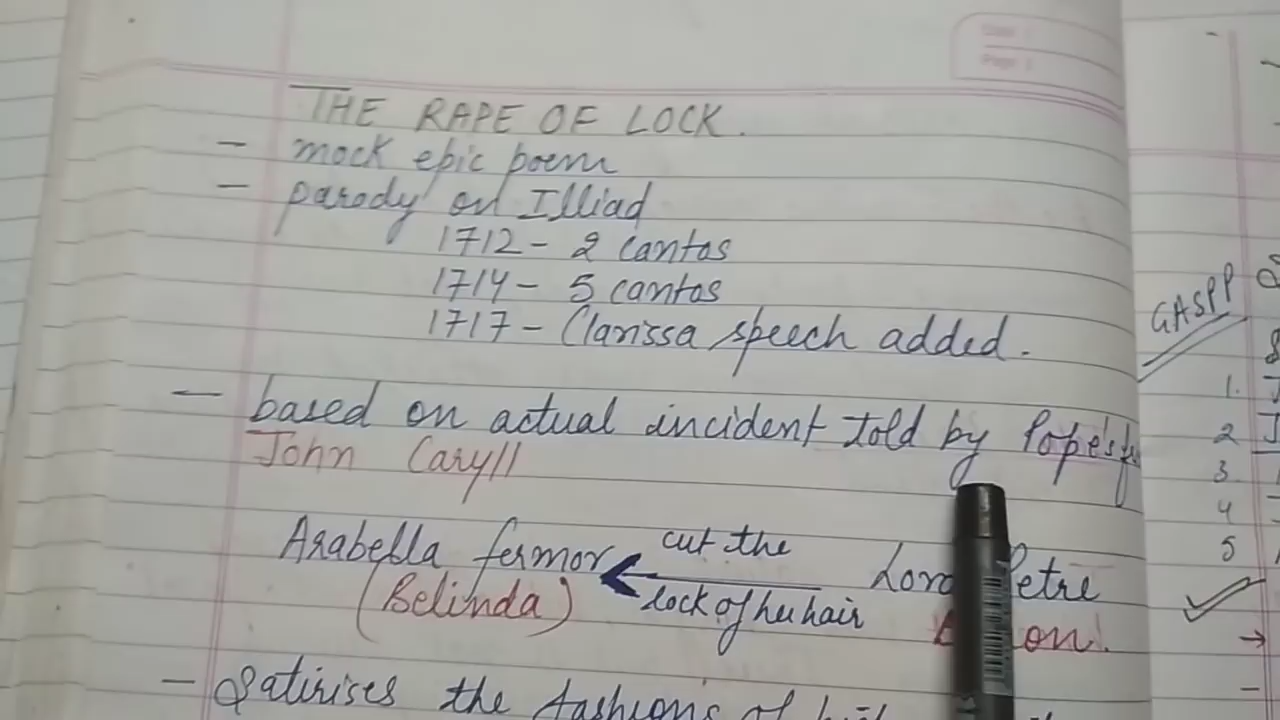 THE RAPE OF LOCK.
- mock epic poem
- parody on Illiad
1712 - 2 cantos
1714 - 5 cantos
1717 - Clarissa speech added.
- based on actual incident told by Pope's
John Caryll
Arabella fermor cut the Lord Petre
(Belinda) lock of her hair
- Satirises the fashions of
GASPP
1.
2
3.
4
5